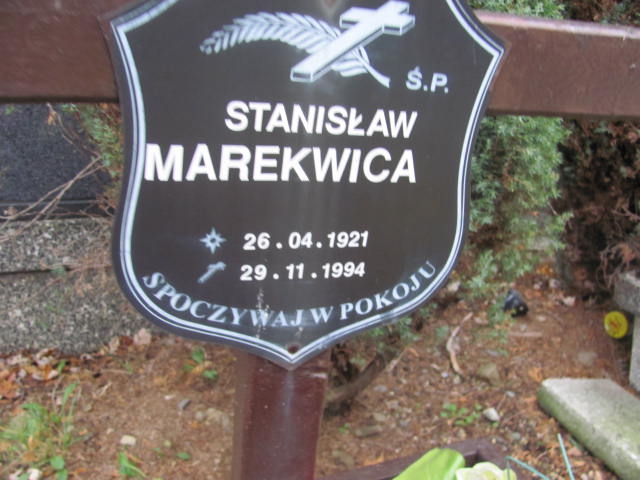 Ś.P.
STANISŁAW
MAREKWICA
26.04.1921
29.11.1994
SPOCZYWAJ W POKOJU